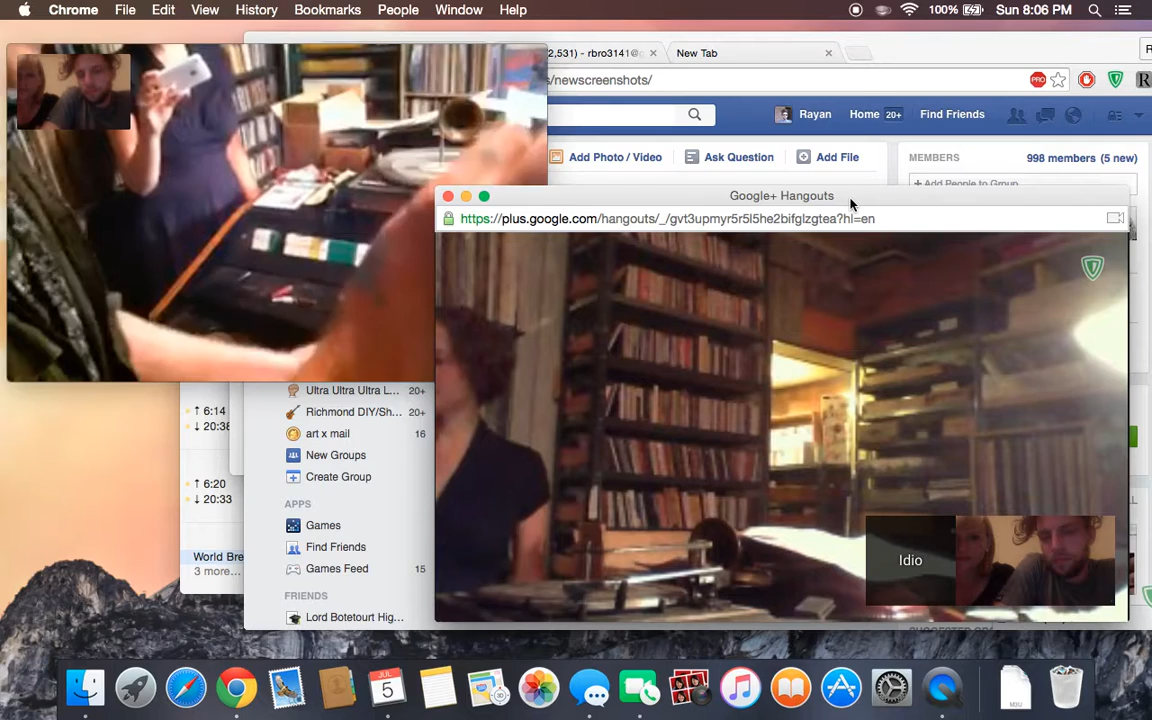 Chrome File Edit View History Bookmarks People Window Help 100% Sun 8:06 PM
2,531) - rbro3141@ New Tab
s/newscreenshots/ PRO
Rayan Home 20+ Find Friends
Add Photo / Video Ask Question Add File MEMBERS 998 members (5 new)
+ Add People to Group
Google+ Hangouts
https://plus.google.com/hangouts/_/gvt3upmyr5r5l5he2bifglzgtea?hl=en
Ultra Ultra Ultra L... 20+
↑ 6:14 Richmond DIY/Sh... 20+
↓ 20:38 art x mail 16
New Groups
Create Group
↑ 6:20
↓ 20:33 APPS
Games
Find Friends
World Bre
3 more... Games Feed 15
FRIENDS
Lord Botetourt Hig...
Idio
JUL
5